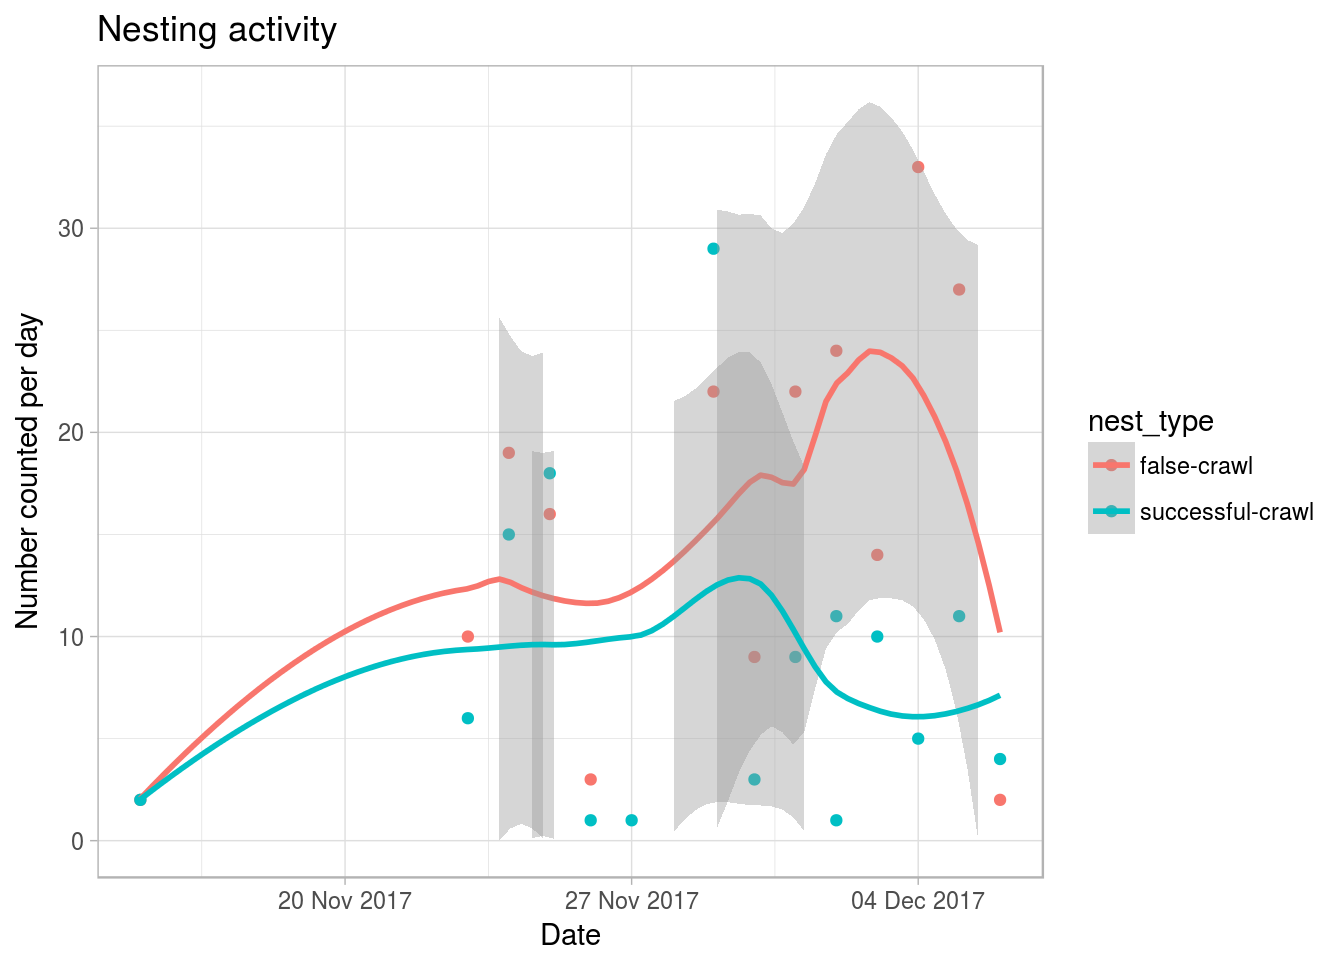 Nesting activity
Number counted per day
30
20
10
0
20 Nov 2017
27 Nov 2017
04 Dec 2017
Date
nest_type
false-crawl
successful-crawl